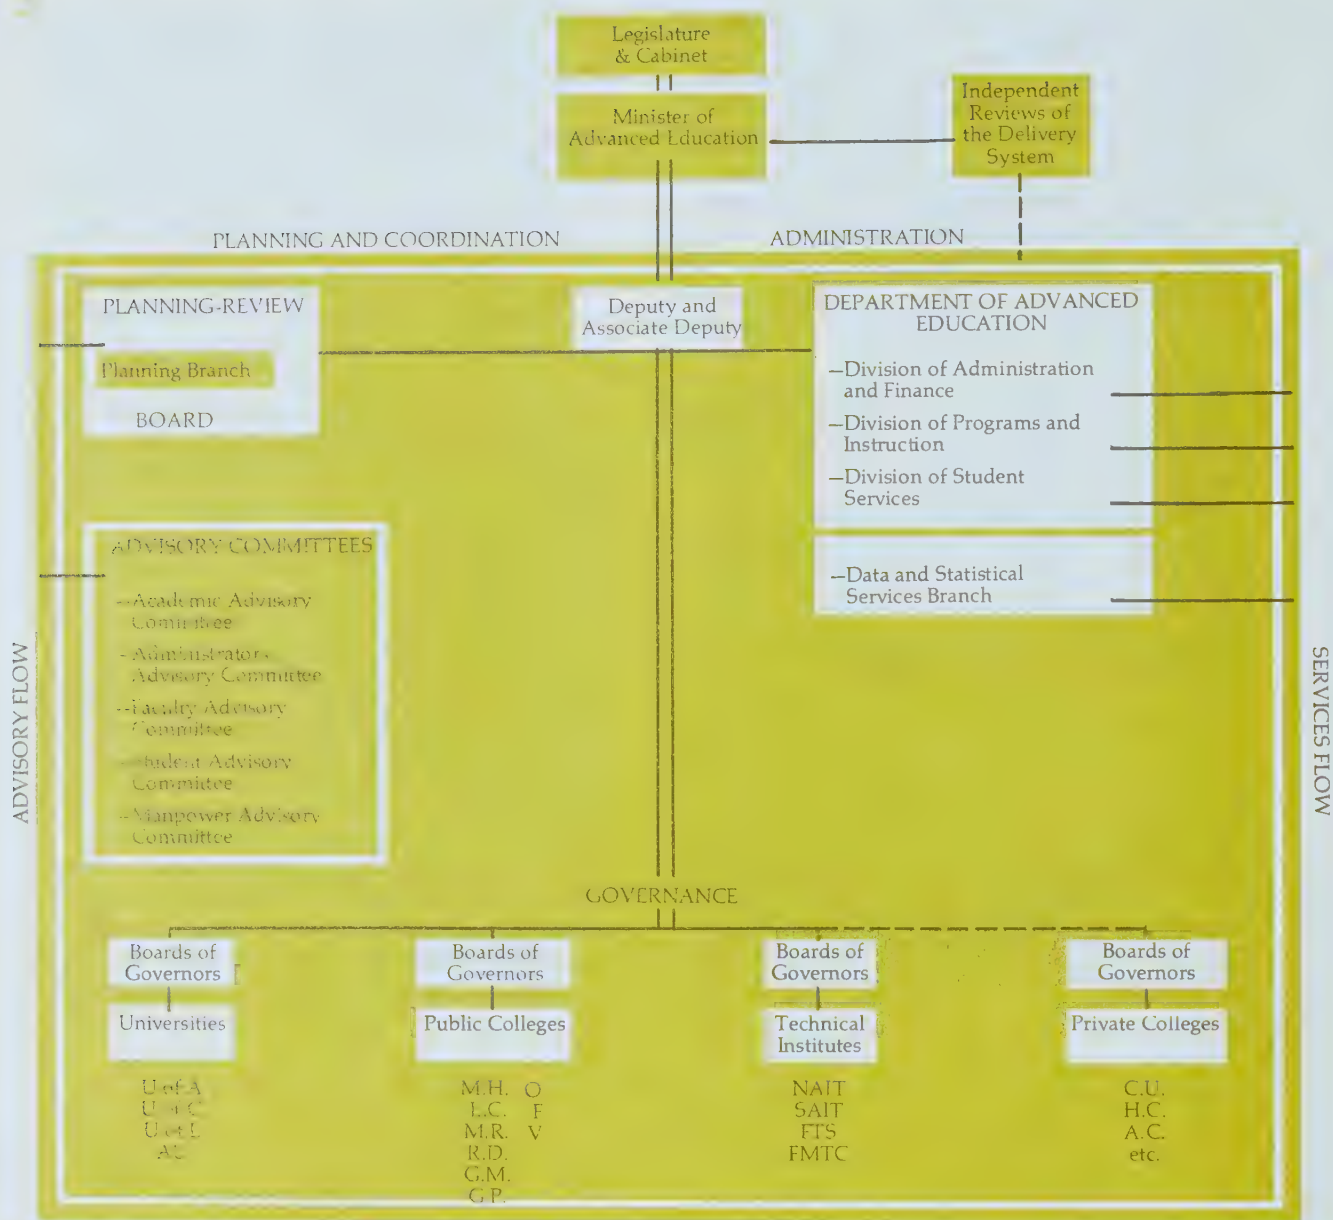 Legislature
& Cabinet
Minister of
Advanced Education
Independent
Reviews of
the Delivery
System
PLANNING AND COORDINATION
ADMINISTRATION
PLANNING-REVIEW
Planning Branch
BOARD
Deputy and
Associate Deputy
DEPARTMENT OF ADVANCED
EDUCATION
—Division of Administration
and Finance
—Division of Programs and
Instruction
—Division of Student
Services
—Data and Statistical
Services Branch
ADVISORY COMMITTEES
—Academic Advisory
Committee
—Administrators
Advisory Committee
—Faculty Advisory
Committee
—Student Advisory
Committee
—Manpower Advisory
Committee
ADVISORY FLOW
SERVICES FLOW
GOVERNANCE
Boards of
Governors
Universities
U of A
U of C
U of L
AU
Boards of
Governors
Public Colleges
M.H. O
L.C. F
M.R. V
R.D.
G.M.
G.P.
Boards of
Governors
Technical
Institutes
NAIT
SAIT
FTS
FMTC
Boards of
Governors
Private Colleges
C.U.
H.C.
A.C.
etc.